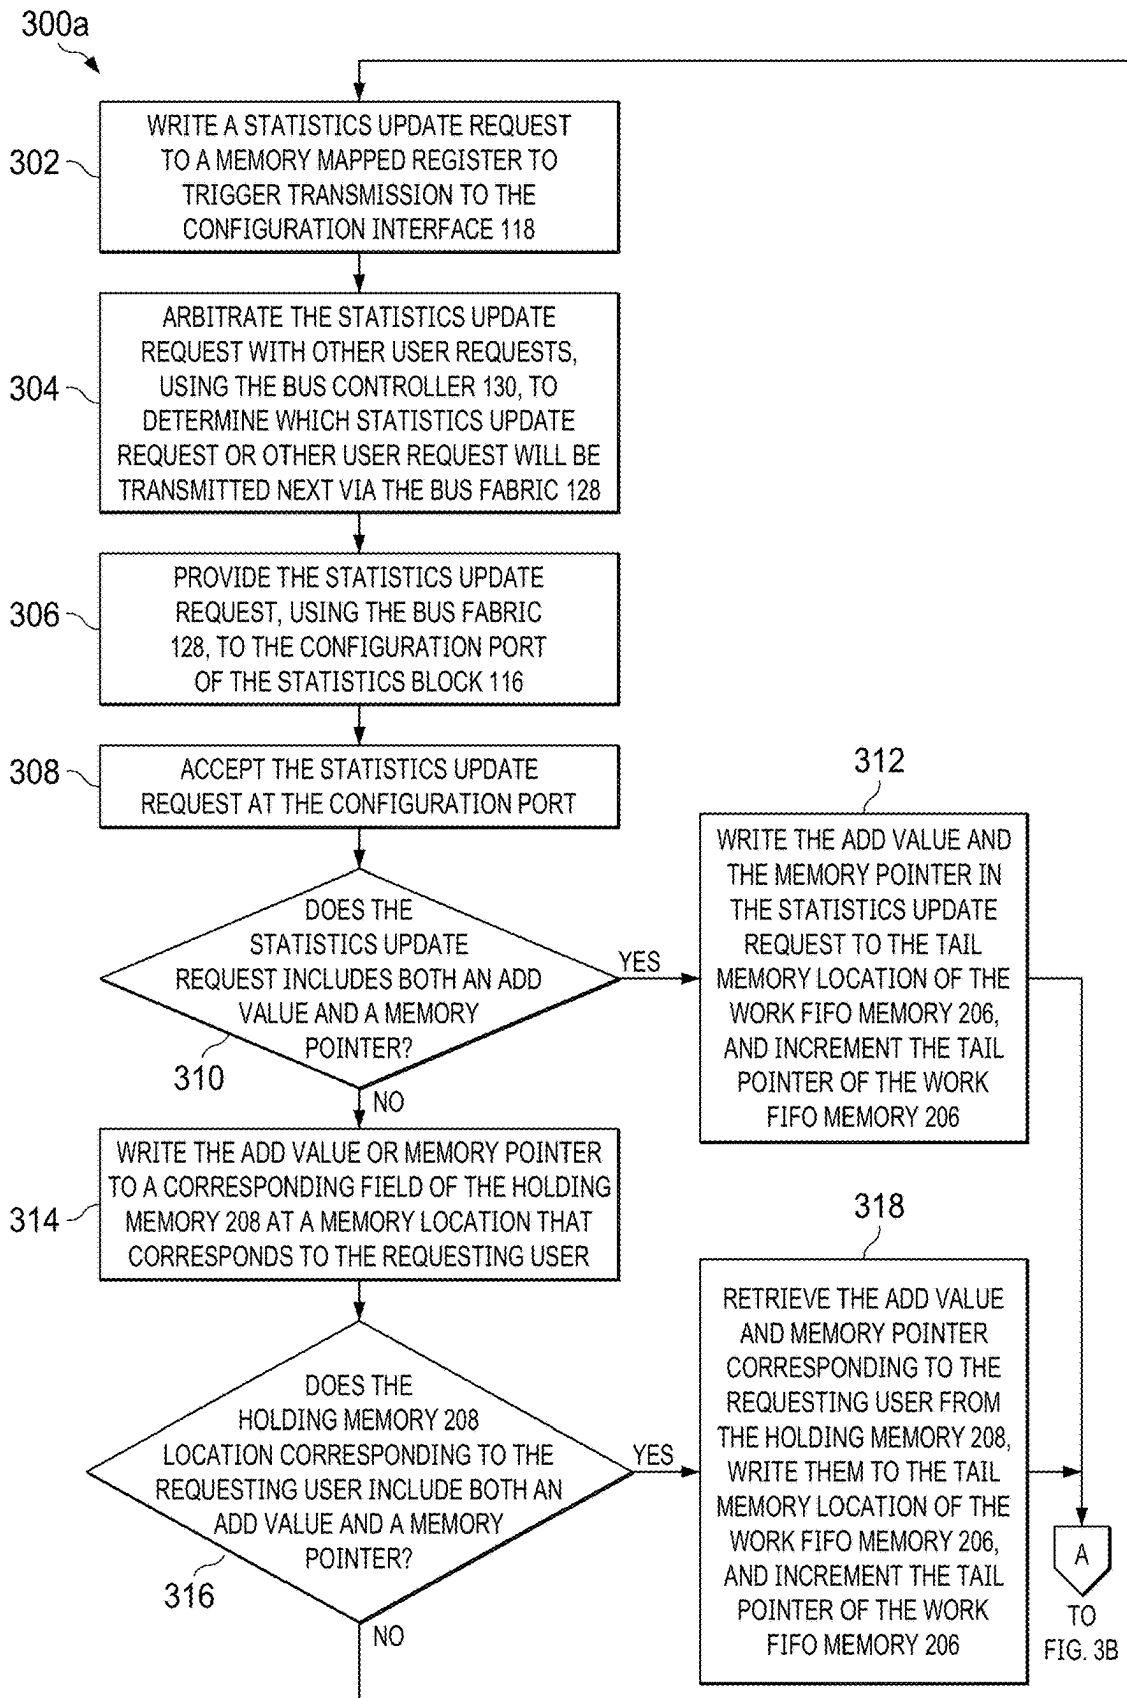 300a
302
WRITE A STATISTICS UPDATE REQUEST
TO A MEMORY MAPPED REGISTER TO
TRIGGER TRANSMISSION TO THE
CONFIGURATION INTERFACE 118
304
ARBITRATE THE STATISTICS UPDATE
REQUEST WITH OTHER USER REQUESTS,
USING THE BUS CONTROLLER 130, TO
DETERMINE WHICH STATISTICS UPDATE
REQUEST OR OTHER USER REQUEST WILL BE
TRANSMITTED NEXT VIA THE BUS FABRIC 128
306
PROVIDE THE STATISTICS UPDATE
REQUEST, USING THE BUS FABRIC
128, TO THE CONFIGURATION PORT
OF THE STATISTICS BLOCK 116
308
ACCEPT THE STATISTICS UPDATE
REQUEST AT THE CONFIGURATION PORT
310
DOES THE
STATISTICS UPDATE
REQUEST INCLUDES BOTH AN ADD
VALUE AND A MEMORY
POINTER?
YES
NO
312
WRITE THE ADD VALUE AND
THE MEMORY POINTER IN
THE STATISTICS UPDATE
REQUEST TO THE TAIL
MEMORY LOCATION OF THE
WORK FIFO MEMORY 206,
AND INCREMENT THE TAIL
POINTER OF THE WORK
FIFO MEMORY 206
314
WRITE THE ADD VALUE OR MEMORY POINTER
TO A CORRESPONDING FIELD OF THE HOLDING
MEMORY 208 AT A MEMORY LOCATION THAT
CORRESPONDS TO THE REQUESTING USER
316
DOES THE
HOLDING MEMORY 208
LOCATION CORRESPONDING TO THE
REQUESTING USER INCLUDE BOTH AN
ADD VALUE AND A MEMORY
POINTER?
YES
NO
318
RETRIEVE THE ADD VALUE
AND MEMORY POINTER
CORRESPONDING TO THE
REQUESTING USER FROM
THE HOLDING MEMORY 208,
WRITE THEM TO THE TAIL
MEMORY LOCATION OF THE
WORK FIFO MEMORY 206,
AND INCREMENT THE TAIL
POINTER OF THE WORK
FIFO MEMORY 206
A
TO
FIG. 3B